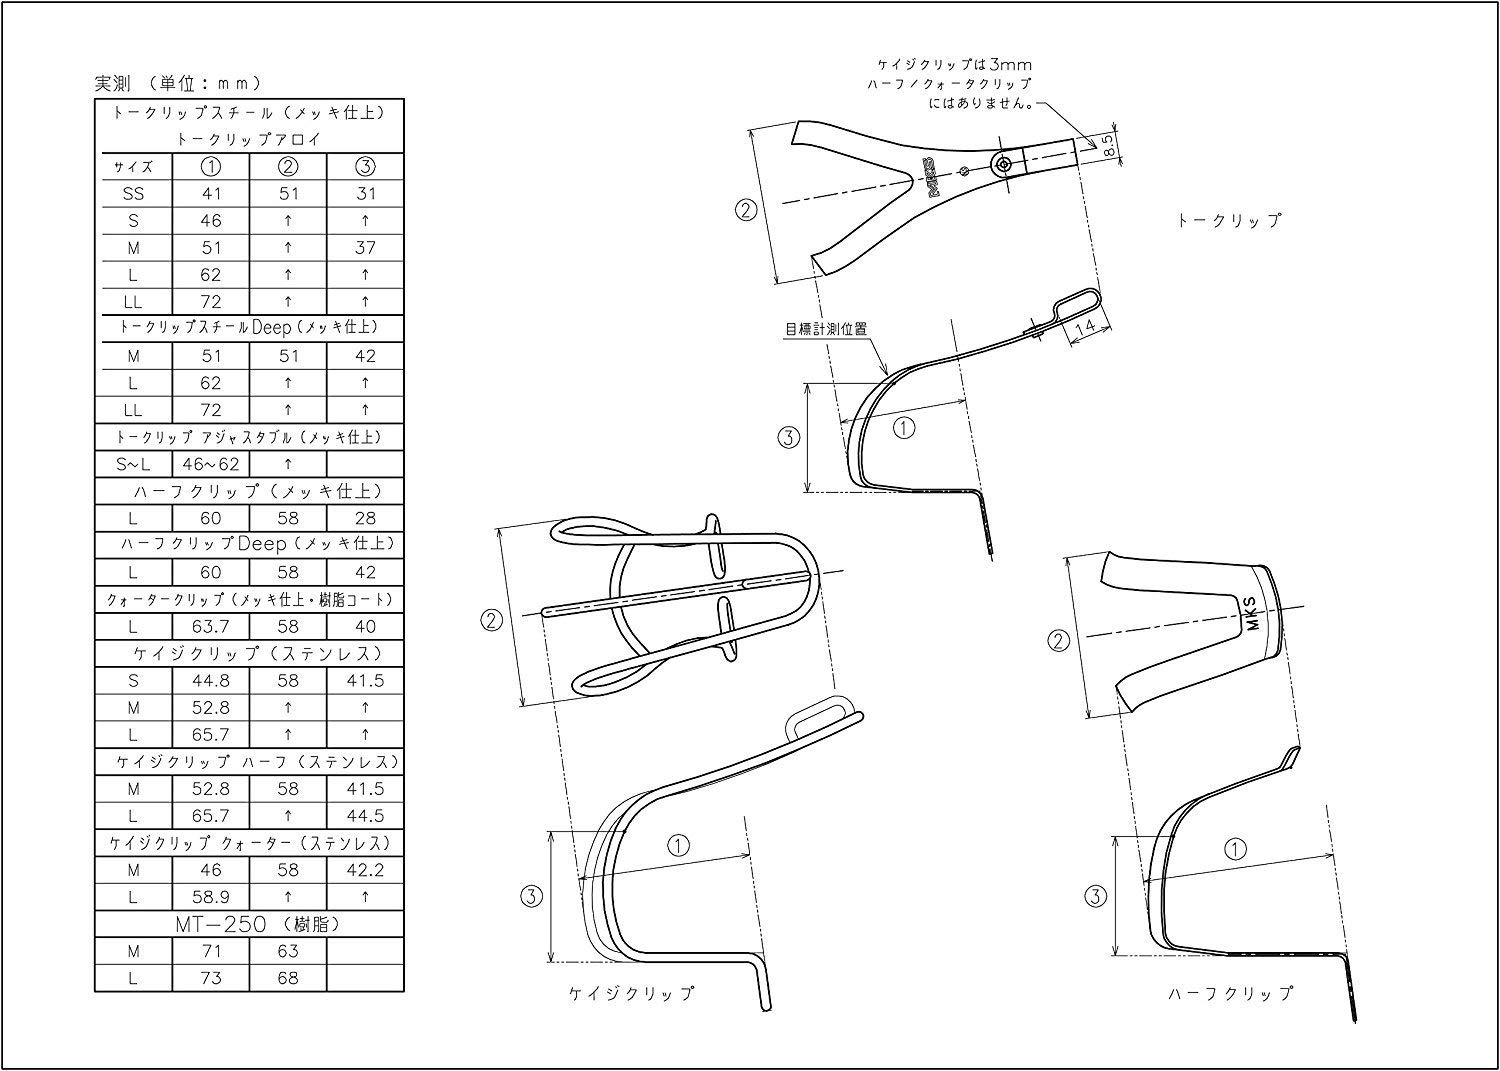 実測 （単位：ｍｍ）
トークリップスチール（メッキ仕上）
トークリップアロイ
サイズ ① ② ③
SS 41 51 31
S 46 ↑ ↑
M 51 ↑ 37
L 62 ↑ ↑
LL 72 ↑ ↑
トークリップスチールDeep（メッキ仕上）
M 51 51 42
L 62 ↑ ↑
LL 72 ↑ ↑
トークリップ アジャスタブル（メッキ仕上）
S~L 46~62 ↑
ハーフクリップ（メッキ仕上）
L 60 58 28
ハーフクリップDeep（メッキ仕上）
L 60 58 42
クォータークリップ（メッキ仕上・樹脂コート）
L 63.7 58 40
ケイジクリップ（ステンレス）
S 44.8 58 41.5
M 52.8 ↑ ↑
L 65.7 ↑ ↑
ケイジクリップ ハーフ（ステンレス）
M 52.8 58 41.5
L 65.7 ↑ 44.5
ケイジクリップ クォーター（ステンレス）
M 46 58 42.2
L 58.9 ↑ ↑
MT－250 （樹脂）
M 71 63
L 73 68
ケイジクリップは3mm
ハーフ／クォータクリップ
にはありません。
8.5
MKS
②
トークリップ
目標計測位置
14
①
③
②
①
③
ケイジクリップ
MKS
②
①
③
ハーフクリップ